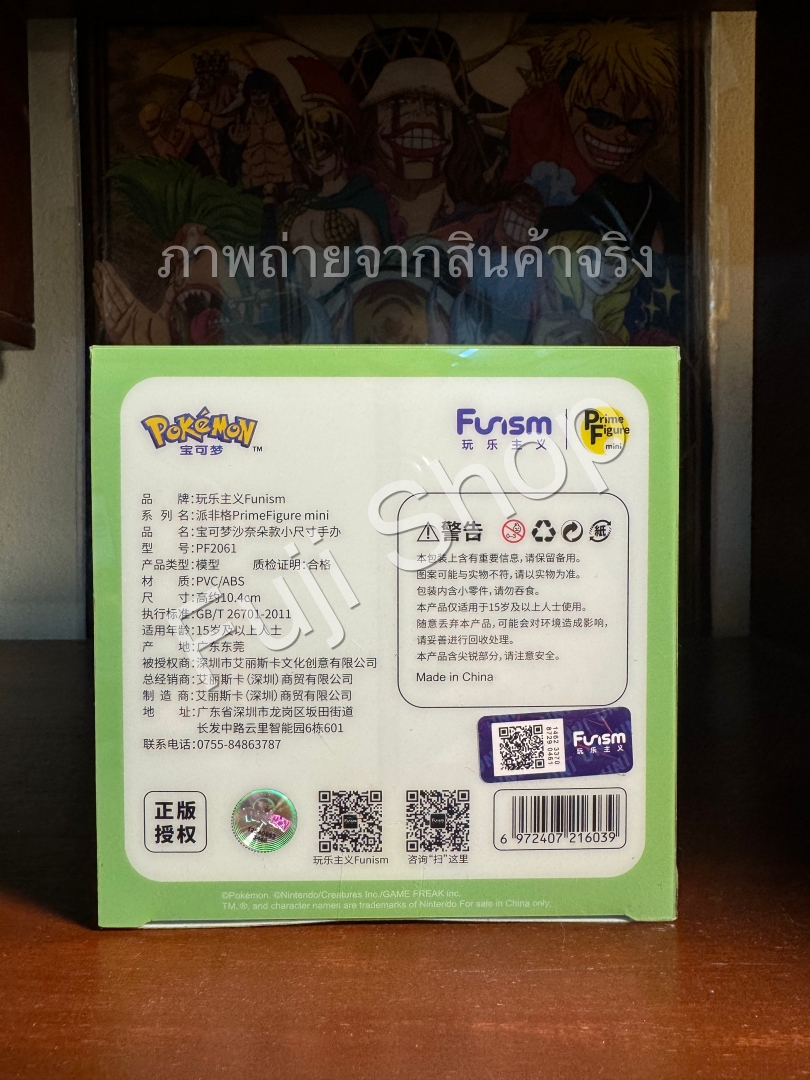 ภาพถ่ายจากสินค้าจริง
POKéMON TM
宝可梦
Funism
玩乐主义
Prime
Figure
mini
品 牌:玩乐主义Funism
系 列 名:派非格PrimeFigure mini
品 名:宝可梦沙奈朵款小尺寸手办
型 号:PF2061
产品类型:模型 质检证明:合格
材 质:PVC/ABS
尺 寸:高约10.4cm
执行标准:GB/T 26701-2011
适用年龄:15岁及以上人士
产 地:广东东莞
被授权商:深圳市艾丽斯卡文化创意有限公司
总经销商:艾丽斯卡(深圳)商贸有限公司
制 造 商:艾丽斯卡(深圳)商贸有限公司
地 址:广东省深圳市龙岗区坂田街道
长发中路云里智能园6栋601
联系电话:0755-84863787
警告
0-3
紙
本包装上含有重要信息,请保留备用。
图案可能与实物不符,请以实物为准。
包装内含小零件,请勿吞食。
本产品仅适用于15岁及以上人士使用。
随意丢弃本产品,可能会对环境造成影响,
请妥善进行回收处理。
本产品含尖锐部分,请注意安全。
Made in China
1462 3370
8729 0461
Funism
玩乐主义
正版
授权
玩乐主义Funism
咨询“扫”这里
6 972407 216039
©Pokémon. ©Nintendo/Creatures Inc./GAME FREAK inc.
TM, ®, and character names are trademarks of Nintendo.For sale in China only.
Fuji Shop